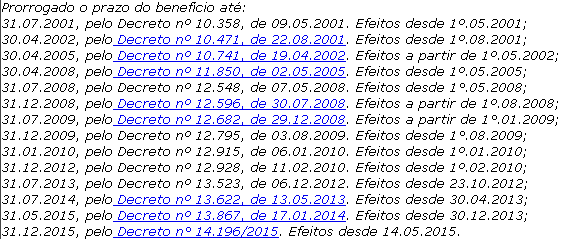 Prorrogado o prazo do benefício até:
31.07.2001, pelo Decreto nº 10.358, de 09.05.2001. Efeitos desde 1º.05.2001;
30.04.2002, pelo Decreto nº 10.471, de 22.08.2001. Efeitos desde 1º.08.2001;
30.04.2005, pelo Decreto nº 10.741, de 19.04.2002. Efeitos a partir de 1º.05.2002;
30.04.2008, pelo Decreto nº 11.850, de 02.05.2005. Efeitos desde 1º.05.2005;
31.07.2008, pelo Decreto nº 12.548, de 07.05.2008. Efeitos desde 1º.05.2008;
31.12.2008, pelo Decreto nº 12.596, de 30.07.2008. Efeitos a partir de 1º.08.2008;
31.07.2009, pelo Decreto nº 12.682, de 29.12.2008. Efeitos a partir de 1º.01.2009;
31.12.2009, pelo Decreto nº 12.795, de 03.08.2009. Efeitos desde 1º.08.2009;
31.01.2010, pelo Decreto nº 12.915, de 06.01.2010. Efeitos desde 1º.01.2010;
31.12.2012, pelo Decreto nº 12.928, de 11.02.2010. Efeitos desde 1º.02.2010;
31.07.2013, pelo Decreto nº 13.523, de 06.12.2012. Efeitos desde 23.10.2012;
31.07.2014, pelo Decreto nº 13.622, de 13.05.2013. Efeitos desde 30.04.2013;
31.05.2015, pelo Decreto nº 13.867, de 17.01.2014. Efeitos desde 30.12.2013;
31.12.2015, pelo Decreto nº 14.196/2015. Efeitos desde 14.05.2015.